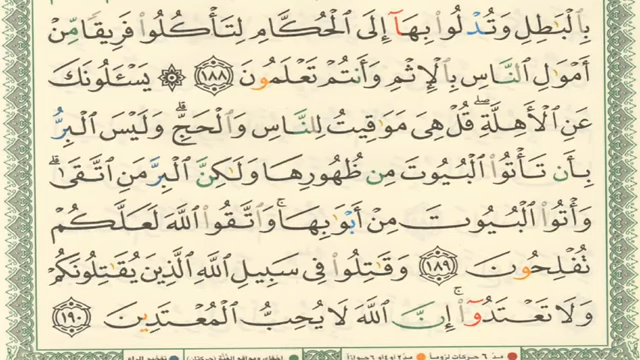 بِٱلۡبَٰطِلِ وَتُدۡلُواْ بِهَآ إِلَى ٱلۡحُكَّامِ لِتَأۡكُلُواْ فَرِيقٗا مِّنۡ
أَمۡوَٰلِ ٱلنَّاسِ بِٱلۡإِثۡمِ وَأَنتُمۡ تَعۡلَمُونَ ١٨٨ ۞ يَسۡـَٔلُونَكَ
عَنِ ٱلۡأَهِلَّةِۖ قُلۡ هِيَ مَوَٰقِيتُ لِلنَّاسِ وَٱلۡحَجِّۗ وَلَيۡسَ ٱلۡبِرُّ
بِأَن تَأۡتُواْ ٱلۡبُيُوتَ مِن ظُهُورِهَا وَلَٰكِنَّ ٱلۡبِرَّ مَنِ ٱتَّقَىٰۗ
وَأۡتُواْ ٱلۡبُيُوتَ مِنۡ أَبۡوَٰبِهَاۚ وَٱتَّقُواْ ٱللَّهَ لَعَلَّكُمۡ
تُفۡلِحُونَ ١٨٩ وَقَٰتِلُواْ فِي سَبِيلِ ٱللَّهِ ٱلَّذِينَ يُقَٰتِلُونَكُمۡ
وَلَا تَعۡتَدُوٓاْۚ إِنَّ ٱللَّهَ لَا يُحِبُّ ٱلۡمُعۡتَدِينَ ١٩٠